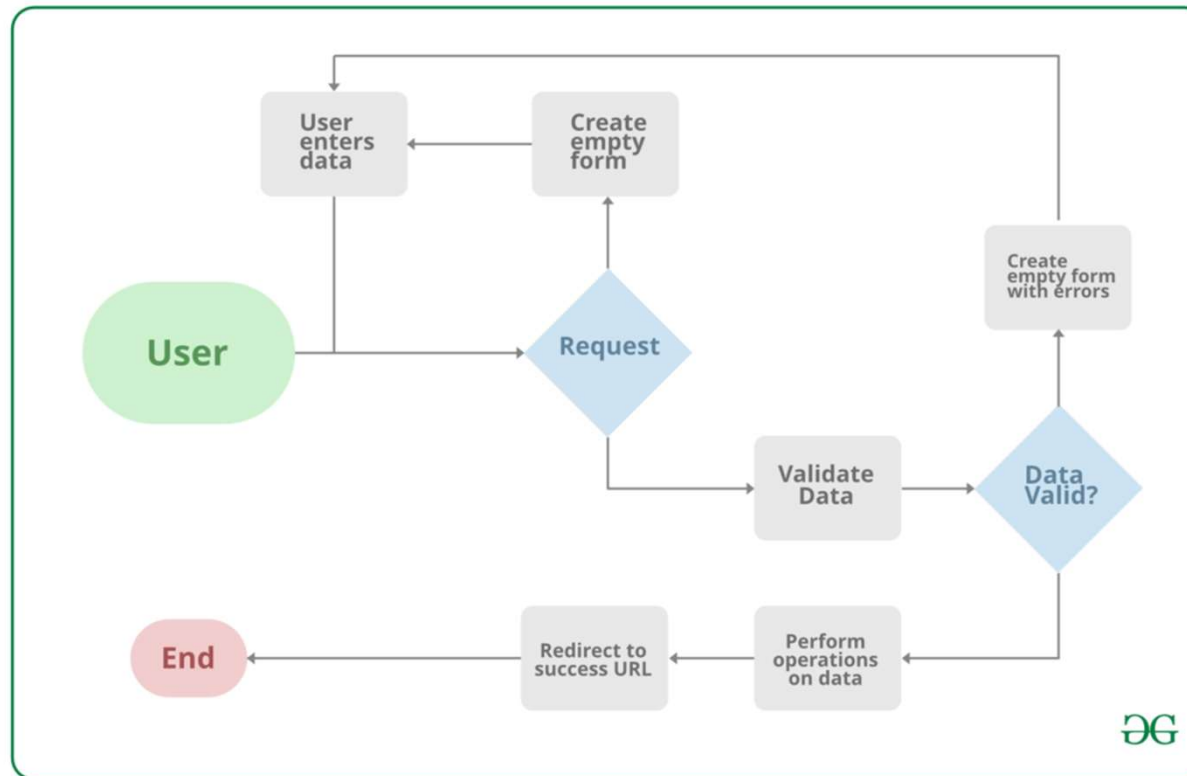 User
enters
data
Create
empty
form
Create
empty form
with errors
User
Request
Validate
Data
Data
Valid?
End
Redirect to
success URL
Perform
operations
on data